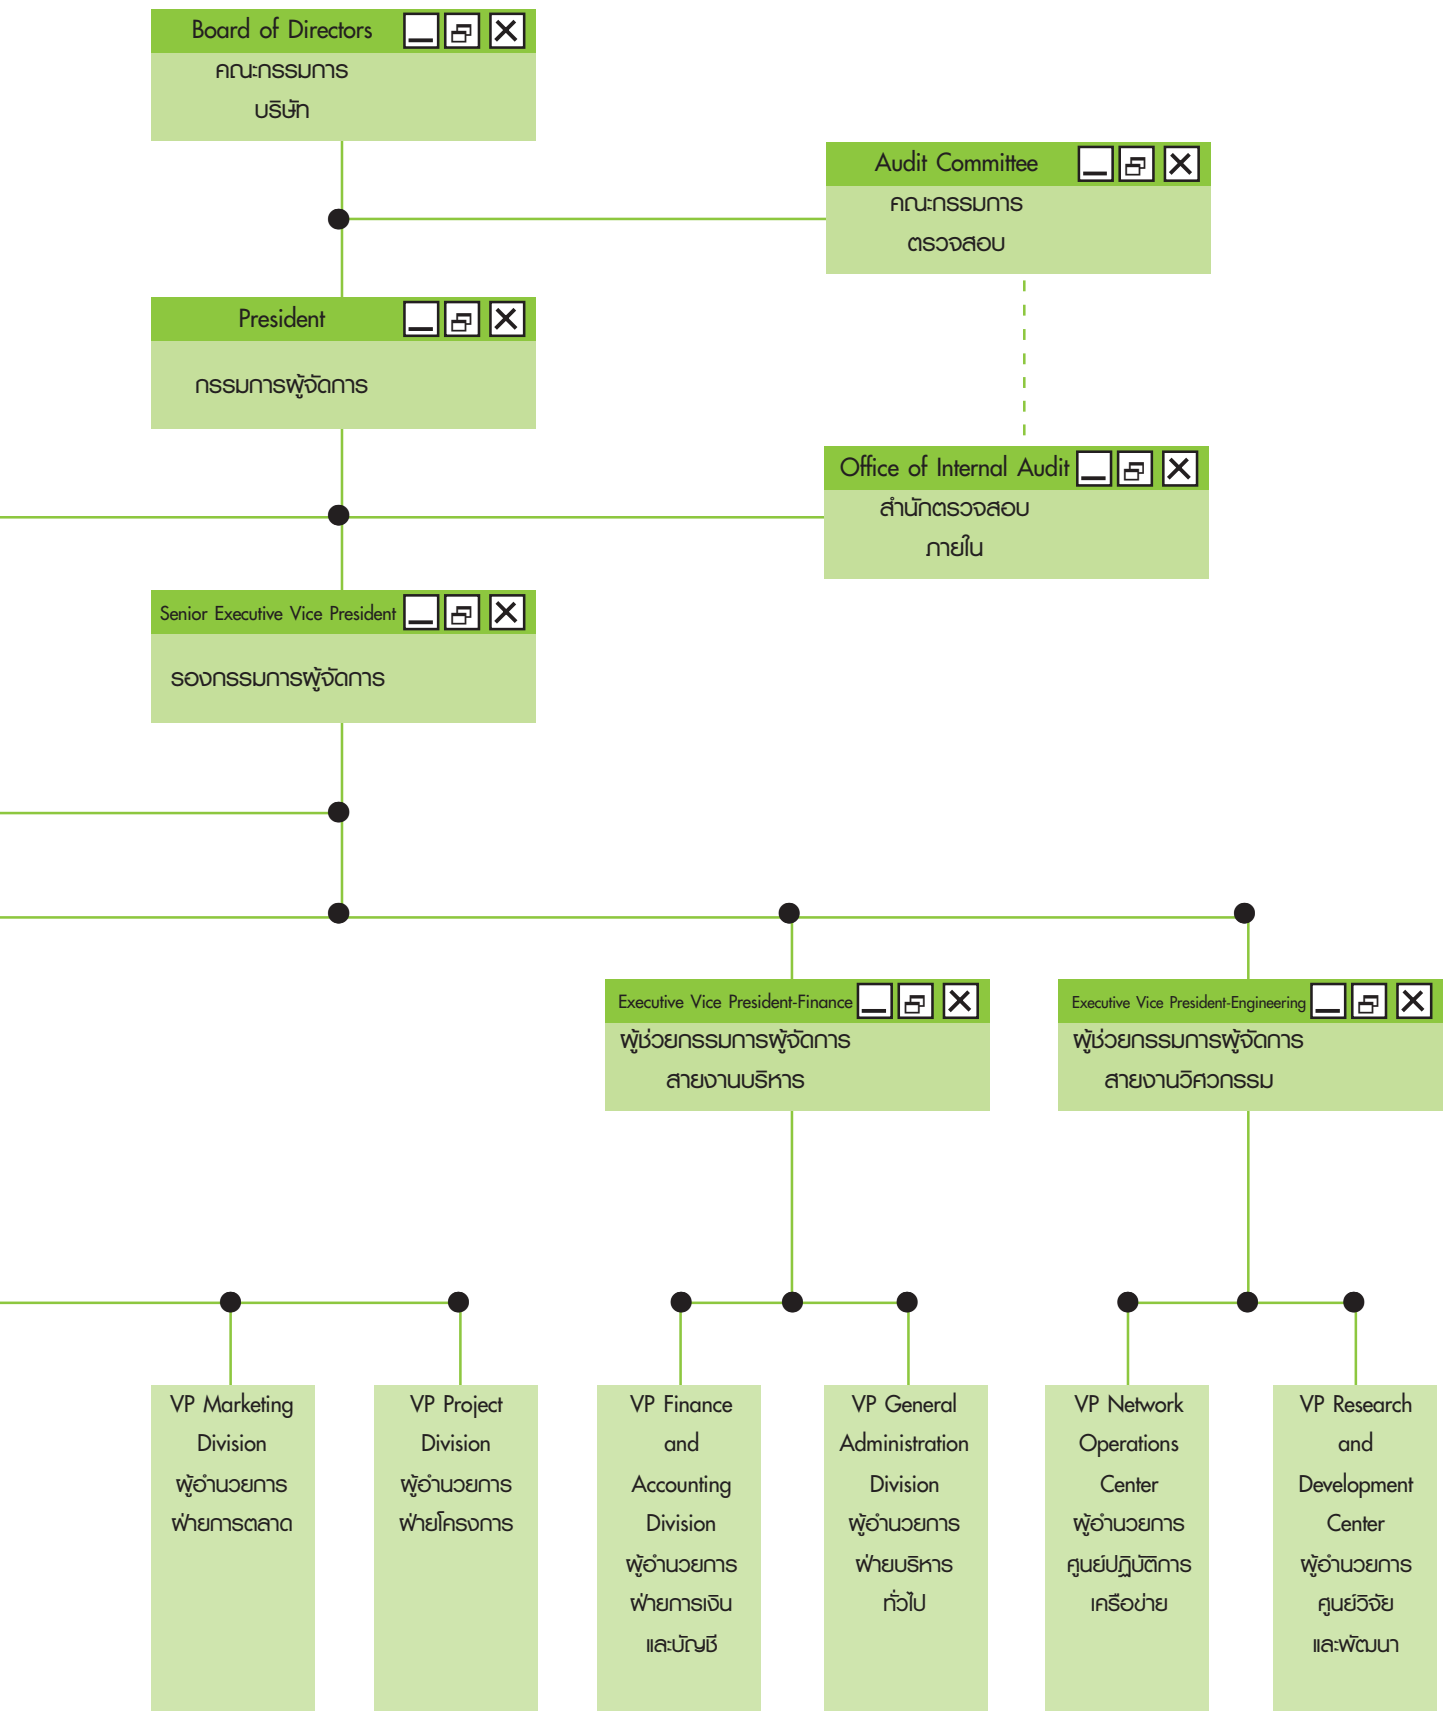 Board of Directors
คณะกรรมการ
บริษัท
Audit Committee
คณะกรรมการ
ตรวจสอบ
President
กรรมการผู้จัดการ
Office of Internal Audit
สำนักตรวจสอบ
ภายใน
Senior Executive Vice President
รองกรรมการผู้จัดการ
Executive Vice President-Finance
ผู้ช่วยกรรมการผู้จัดการ
สายงานบริหาร
Executive Vice President-Engineering
ผู้ช่วยกรรมการผู้จัดการ
สายงานวิศวกรรม
VP Marketing
Division
ผู้อำนวยการ
ฝ่ายการตลาด
VP Project
Division
ผู้อำนวยการ
ฝ่ายโครงการ
VP Finance
and
Accounting
Division
ผู้อำนวยการ
ฝ่ายการเงิน
และบัญชี
VP General
Administration
Division
ผู้อำนวยการ
ฝ่ายบริหาร
ทั่วไป
VP Network
Operations
Center
ผู้อำนวยการ
ศูนย์ปฏิบัติการ
เครือข่าย
VP Research
and
Development
Center
ผู้อำนวยการ
ศูนย์วิจัย
และพัฒนา